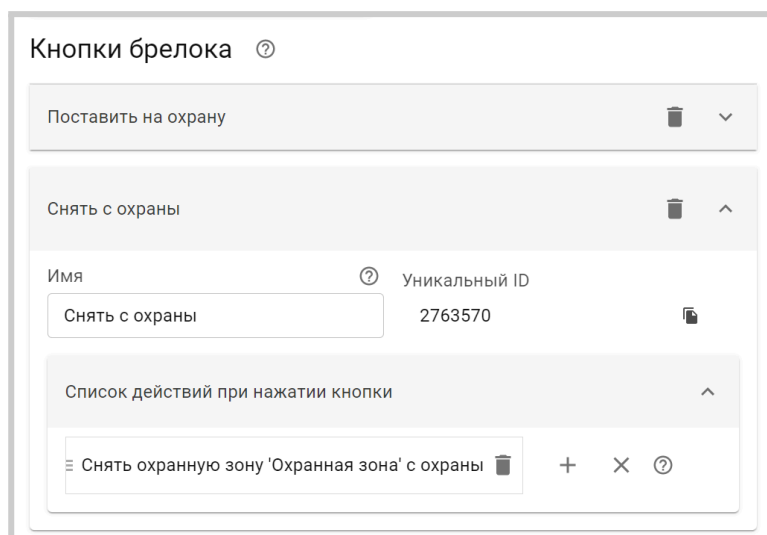 Кнопки брелока
Поставить на охрану
Снять с охраны
Имя
Уникальный ID
Снять с охраны
2763570
Список действий при нажатии кнопки
Снять охранную зону 'Охранная зона' с охраны